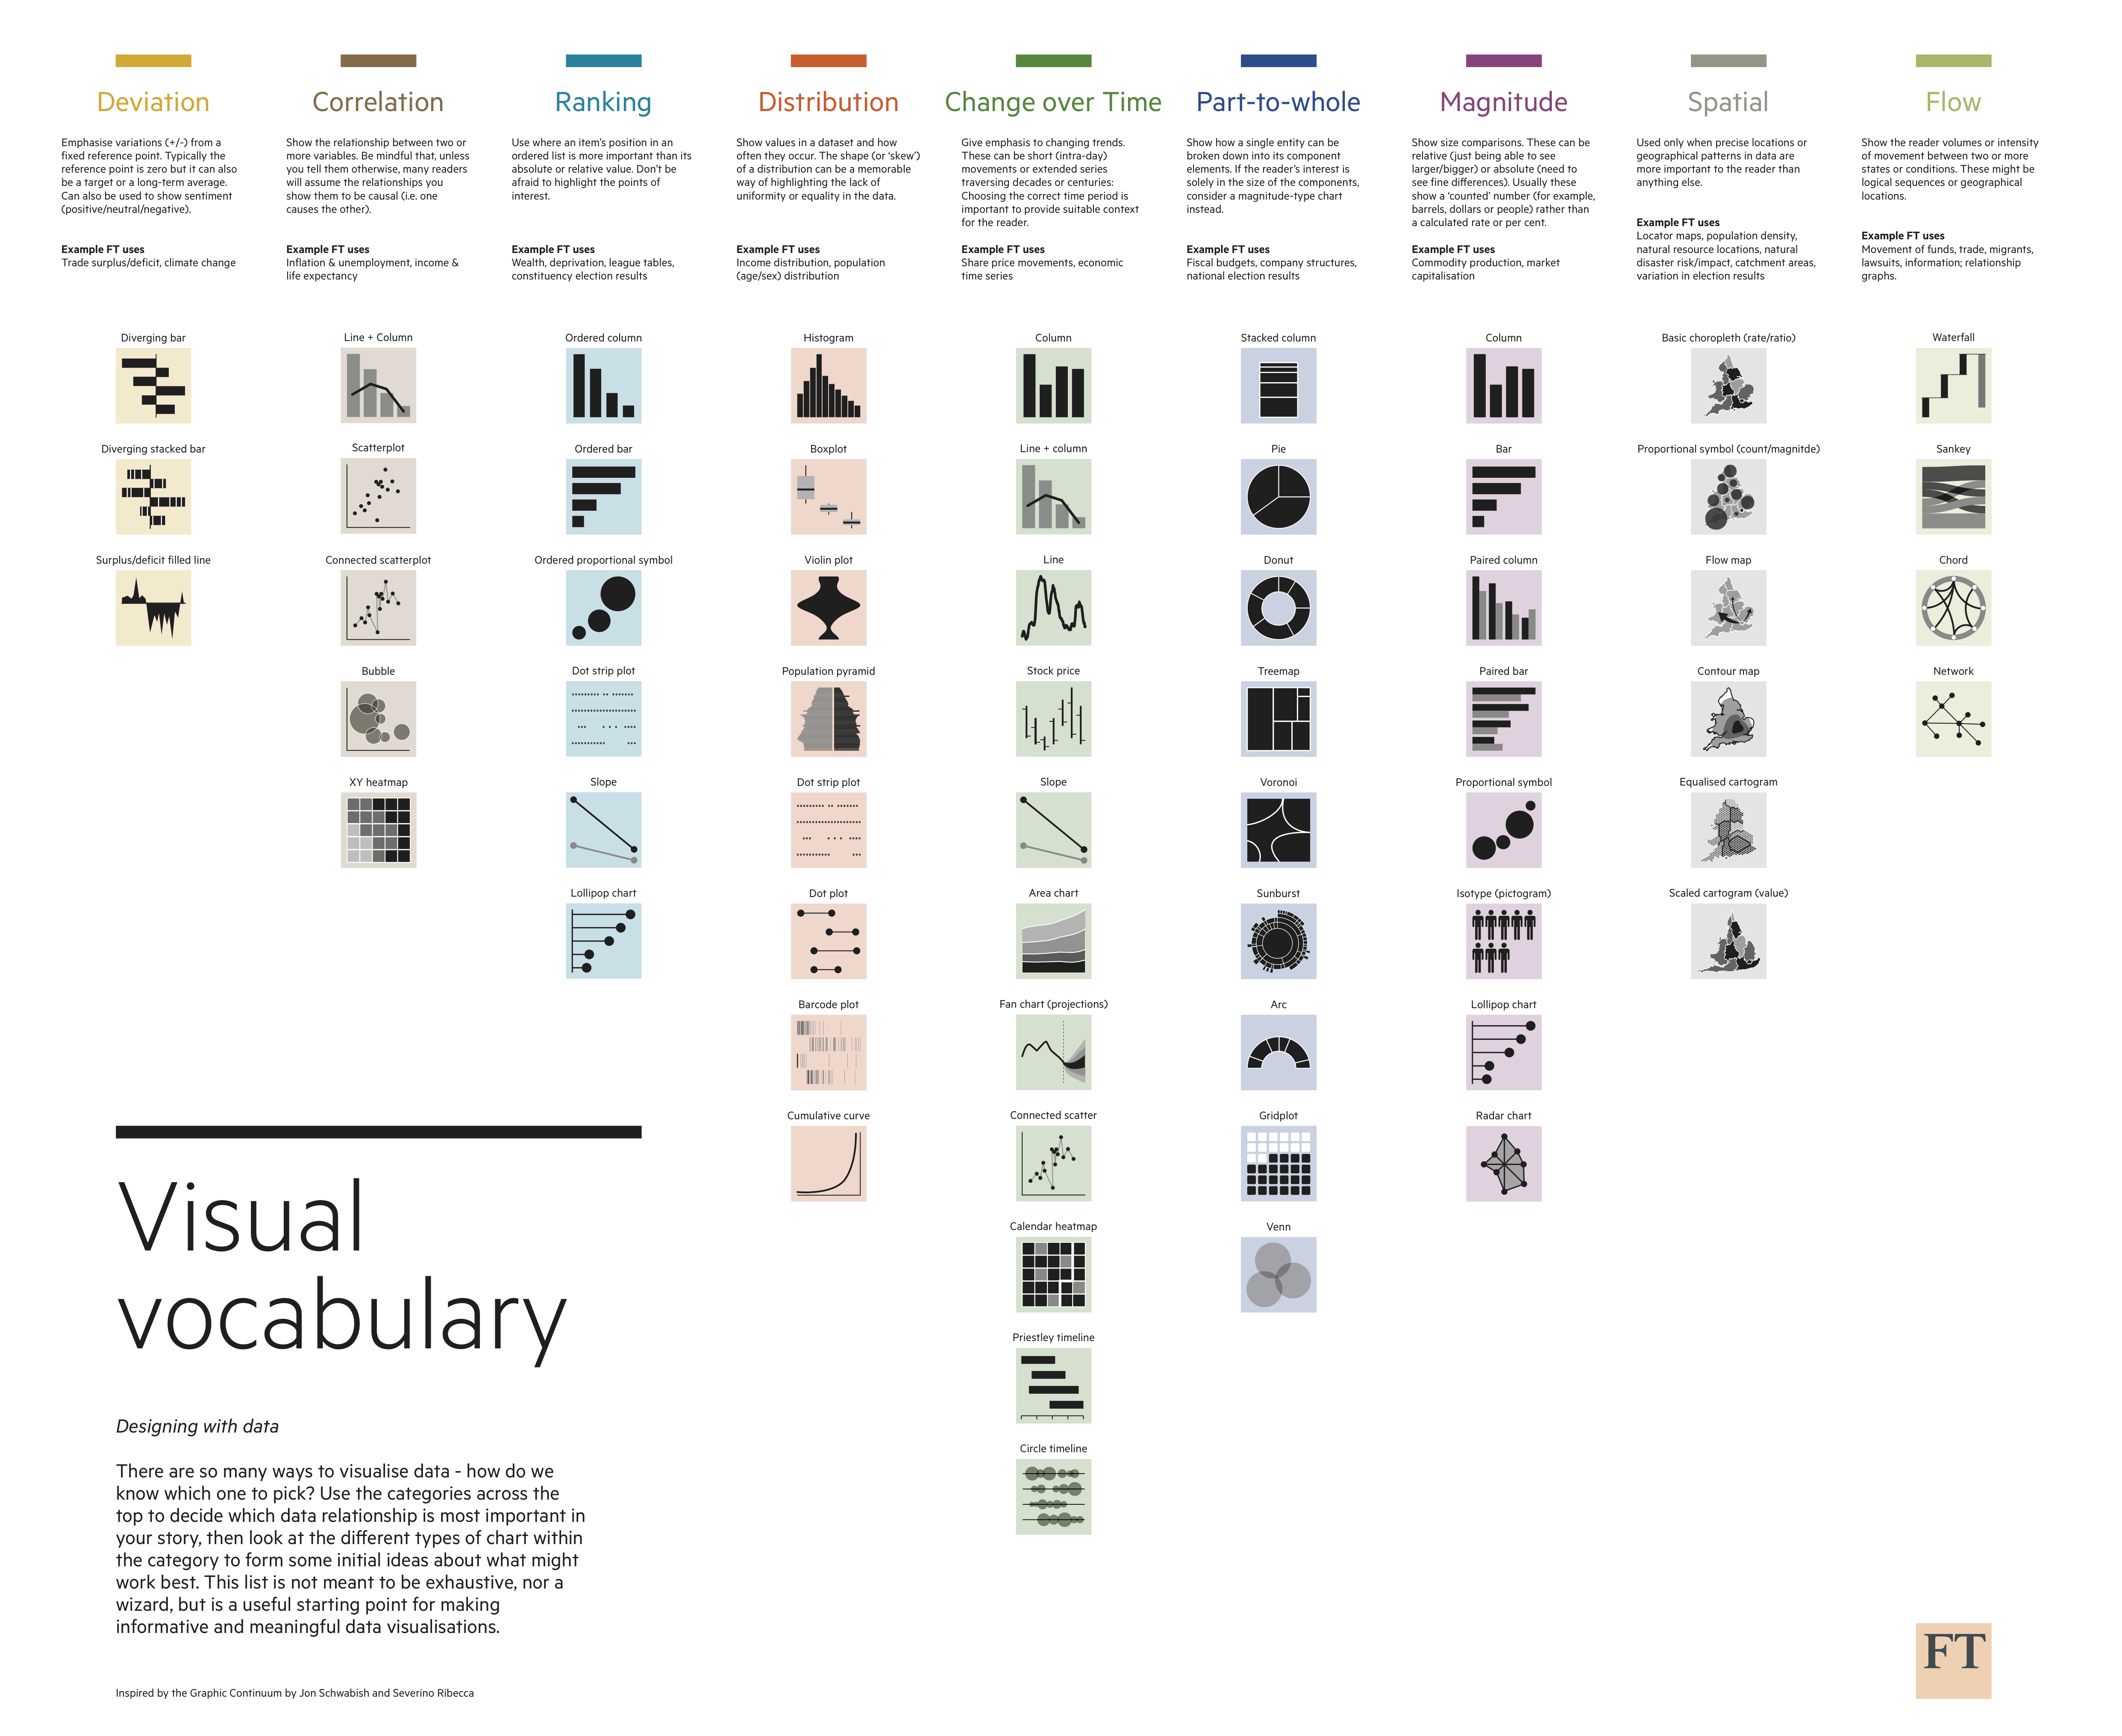 Deviation
Emphasise variations (+/-) from a
fixed reference point. Typically the
reference point is zero but it can also
be a target or a long-term average.
Can also be used to show sentiment
(positive/neutral/negative).
Example FT uses
Trade surplus/deficit, climate change
Diverging bar
Diverging stacked bar
Surplus/deficit filled line
Correlation
Show the relationship between two or
more variables. Be mindful that, unless
you tell them otherwise, many readers
will assume the relationships you
show them to be causal (i.e. one
causes the other).
Example FT uses
Inflation & unemployment, income &
life expectancy
Line + Column
Scatterplot
Connected scatterplot
Bubble
XY heatmap
Ranking
Use where an item’s position in an
ordered list is more important than its
absolute or relative value. Don’t be
afraid to highlight the points of
interest.
Example FT uses
Wealth, deprivation, league tables,
constituency election results
Ordered column
Ordered bar
Ordered proportional symbol
Dot strip plot
Slope
Lollipop chart
Distribution
Show values in a dataset and how
often they occur. The shape (or ‘skew’)
of a distribution can be a memorable
way of highlighting the lack of
uniformity or equality in the data.
Example FT uses
Income distribution, population
(age/sex) distribution
Histogram
Boxplot
Violin plot
Population pyramid
Dot strip plot
Dot plot
Barcode plot
Cumulative curve
Change over Time
Give emphasis to changing trends.
These can be short (intra-day)
movements or extended series
traversing decades or centuries:
Choosing the correct time period is
important to provide suitable context
for the reader.
Example FT uses
Share price movements, economic
time series
Column
Line + column
Line
Stock price
Slope
Area chart
Fan chart (projections)
Connected scatter
Calendar heatmap
Priestley timeline
Circle timeline
Part-to-whole
Show how a single entity can be
broken down into its component
elements. If the reader’s interest is
solely in the size of the components,
consider a magnitude-type chart
instead.
Example FT uses
Fiscal budgets, company structures,
national election results
Stacked column
Pie
Donut
Treemap
Voronoi
Sunburst
Arc
Gridplot
Venn
Magnitude
Show size comparisons. These can be
relative (just being able to see
larger/bigger) or absolute (need to
see fine differences). Usually these
show a ‘counted’ number (for example,
barrels, dollars or people) rather than
a calculated rate or per cent.
Example FT uses
Commodity production, market
capitalisation
Column
Bar
Paired column
Paired bar
Proportional symbol
Isotype (pictogram)
Lollipop chart
Radar chart
Spatial
Used only when precise locations or
geographical patterns in data are
more important to the reader than
anything else.
Example FT uses
Locator maps, population density,
natural resource locations, natural
disaster risk/impact, catchment areas,
variation in election results
Basic choropleth (rate/ratio)
Proportional symbol (count/magnitde)
Flow map
Contour map
Equalised cartogram
Scaled cartogram (value)
Flow
Show the reader volumes or intensity
of movement between two or more
states or conditions. These might be
logical sequences or geographical
locations.
Example FT uses
Movement of funds, trade, migrants,
lawsuits, information; relationship
graphs.
Waterfall
Sankey
Chord
Network
Visual
vocabulary
Designing with data
There are so many ways to visualise data - how do we
know which one to pick? Use the categories across the
top to decide which data relationship is most important in
your story, then look at the different types of chart within
the category to form some initial ideas about what might
work best. This list is not meant to be exhaustive, nor a
wizard, but is a useful starting point for making
informative and meaningful data visualisations.
Inspired by the Graphic Continuum by Jon Schwabish and Severino Ribecca
FT